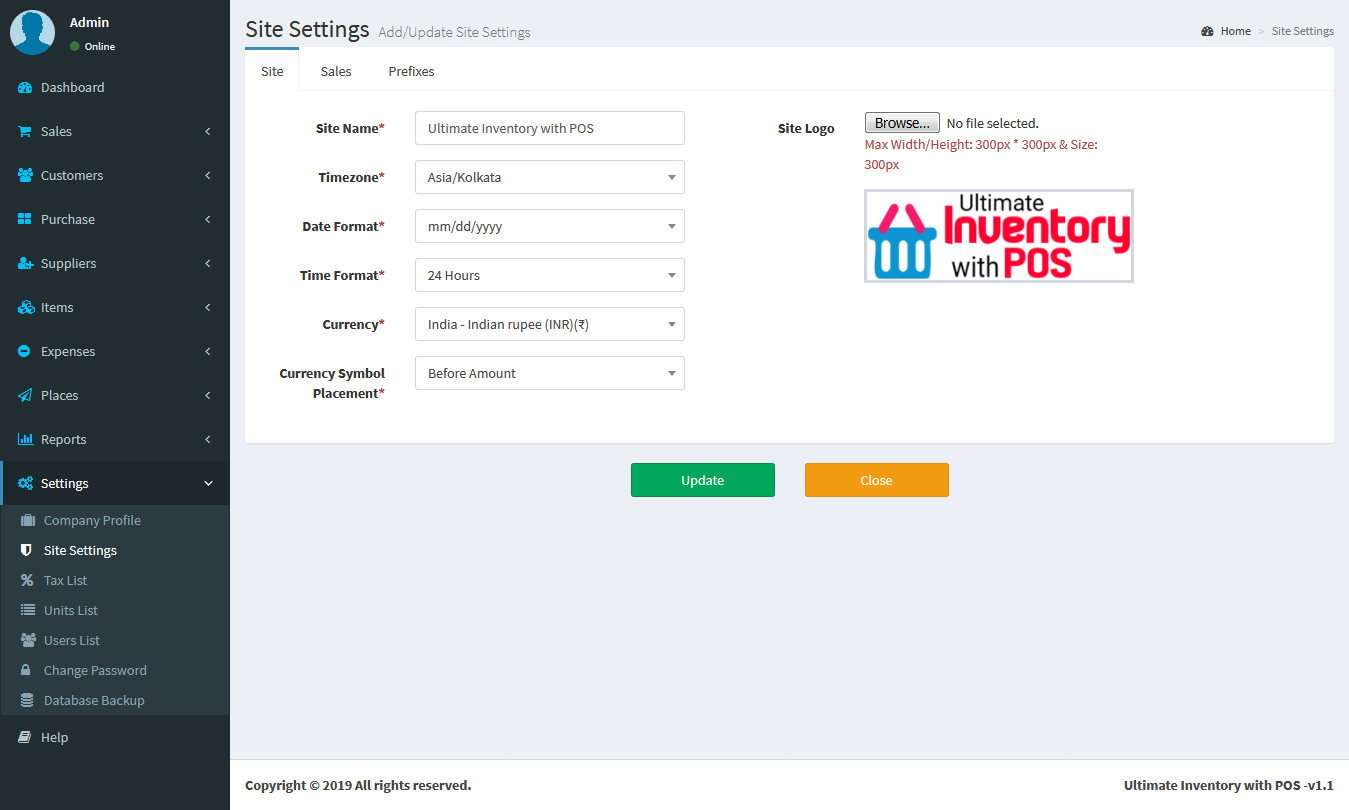 Admin
Online
Dashboard
Sales
Customers
Purchase
Suppliers
Items
Expenses
Places
Reports
Settings
Company Profile
Site Settings
Tax List
Units List
Users List
Change Password
Database Backup
Help
Site Settings Add/Update Site Settings
Home > Site Settings
Site Sales Prefixes
Site Name* Ultimate Inventory with POS
Timezone* Asia/Kolkata
Date Format* mm/dd/yyyy
Time Format* 24 Hours
Currency* India - Indian rupee (INR)(₹)
Currency Symbol
Placement* Before Amount
Site Logo Browse... No file selected.
Max Width/Height: 300px * 300px & Size:
300px
Ultimate
Inventory
with POS
Update Close
Copyright © 2019 All rights reserved.
Ultimate Inventory with POS -v1.1